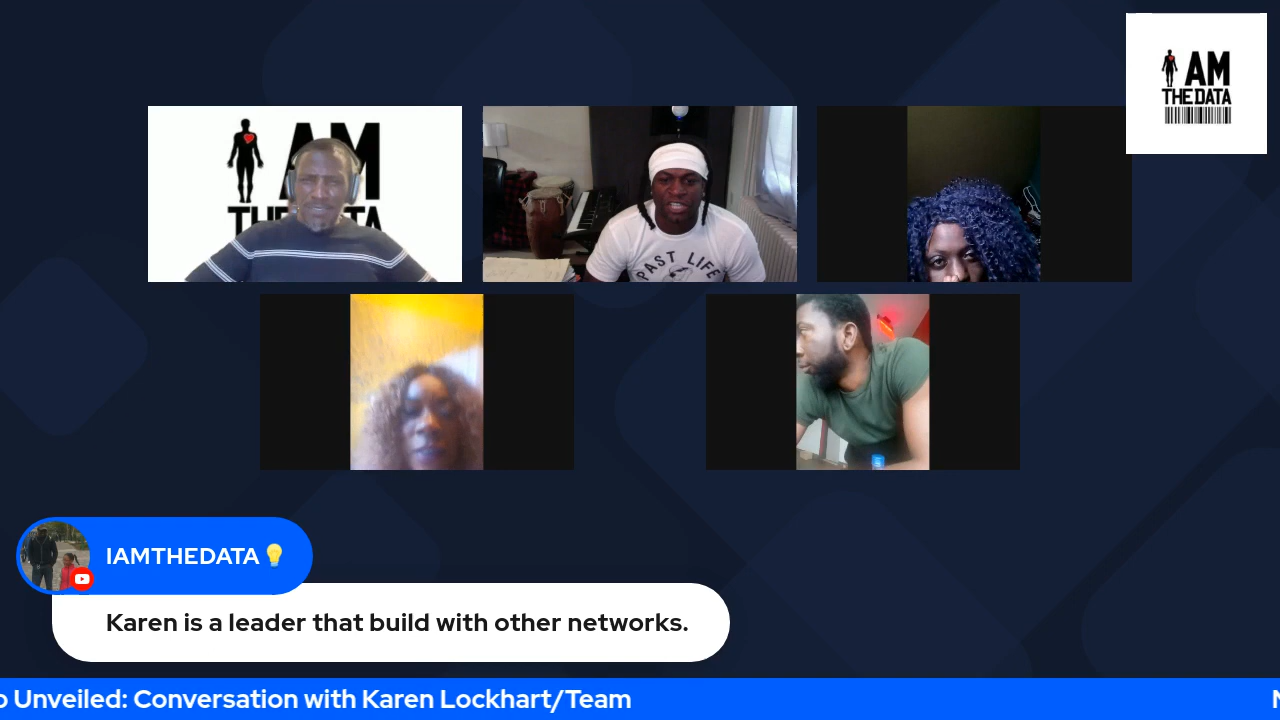 I AM
THE DATA
AM
THE TA
PAST LIFE
IAMTHEDATA💡
Karen is a leader that build with other networks.
Unveiled: Conversation with Karen Lockhart/Team